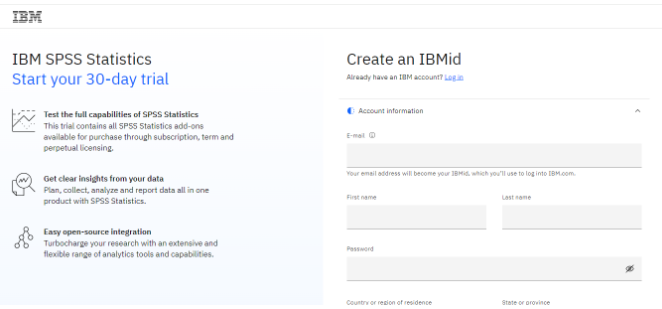 IBM
IBM SPSS Statistics
Start your 30-day trial
Test the full capabilities of SPSS Statistics
This trial contains all SPSS Statistics add-ons
available for purchase through subscription, term and
perpetual licensing.
Get clear insights from your data
Plan, collect, analyze and report data all in one
product with SPSS Statistics.
Easy open-source integration
Turbocharge your research with an extensive and
flexible range of analytics tools and capabilities.
Create an IBMid
Already have an IBM account? Log in
Account information
E-mail
Your email address will become your IBMid, which you'll use to log into IBM.com.
First name
Last name
Password
Country or region of residence
State or province